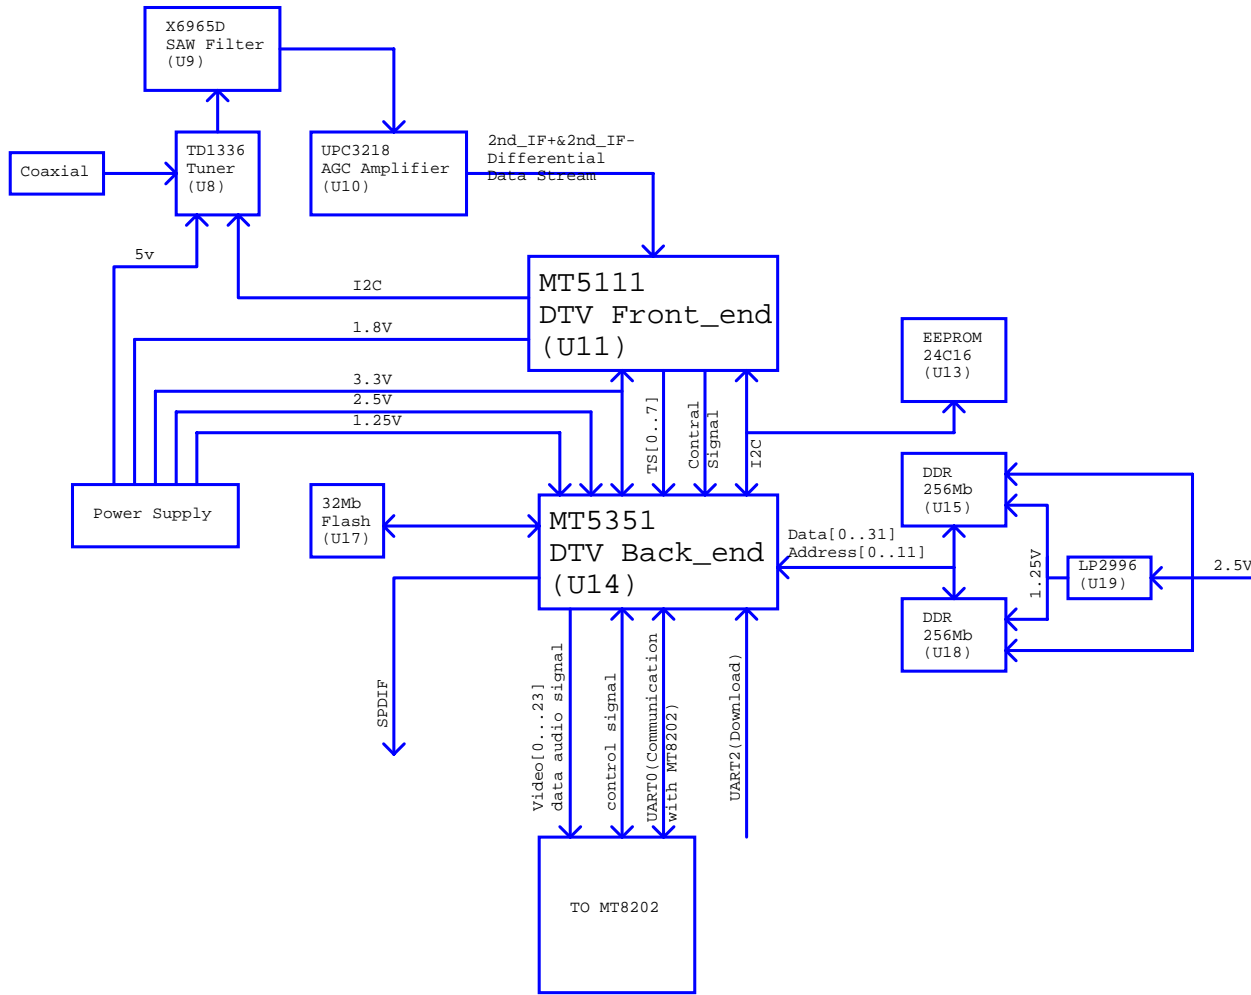 X6965D
SAW Filter
(U9)
Coaxial
TD1336
Tuner
(U8)
UPC3218
AGC Amplifier
(U10)
2nd_IF+&2nd_IF-
Differential
Data Stream
5v
I2C
1.8V
3.3V
2.5V
1.25V
MT5111
DTV Front_end
(U11)
EEPROM
24C16
(U13)
TS[0..7]
Contral
Signal
I2C
Power Supply
32Mb
Flash
(U17)
MT5351
DTV Back_end
(U14)
Data[0..31]
Address[0..11]
DDR
256Mb
(U15)
1.25V
LP2996
(U19)
2.5V
DDR
256Mb
(U18)
SPDIF
Video[0...23]
data audio signal
control signal
UART0(Communication
with MT8202)
UART2(Download)
TO MT8202